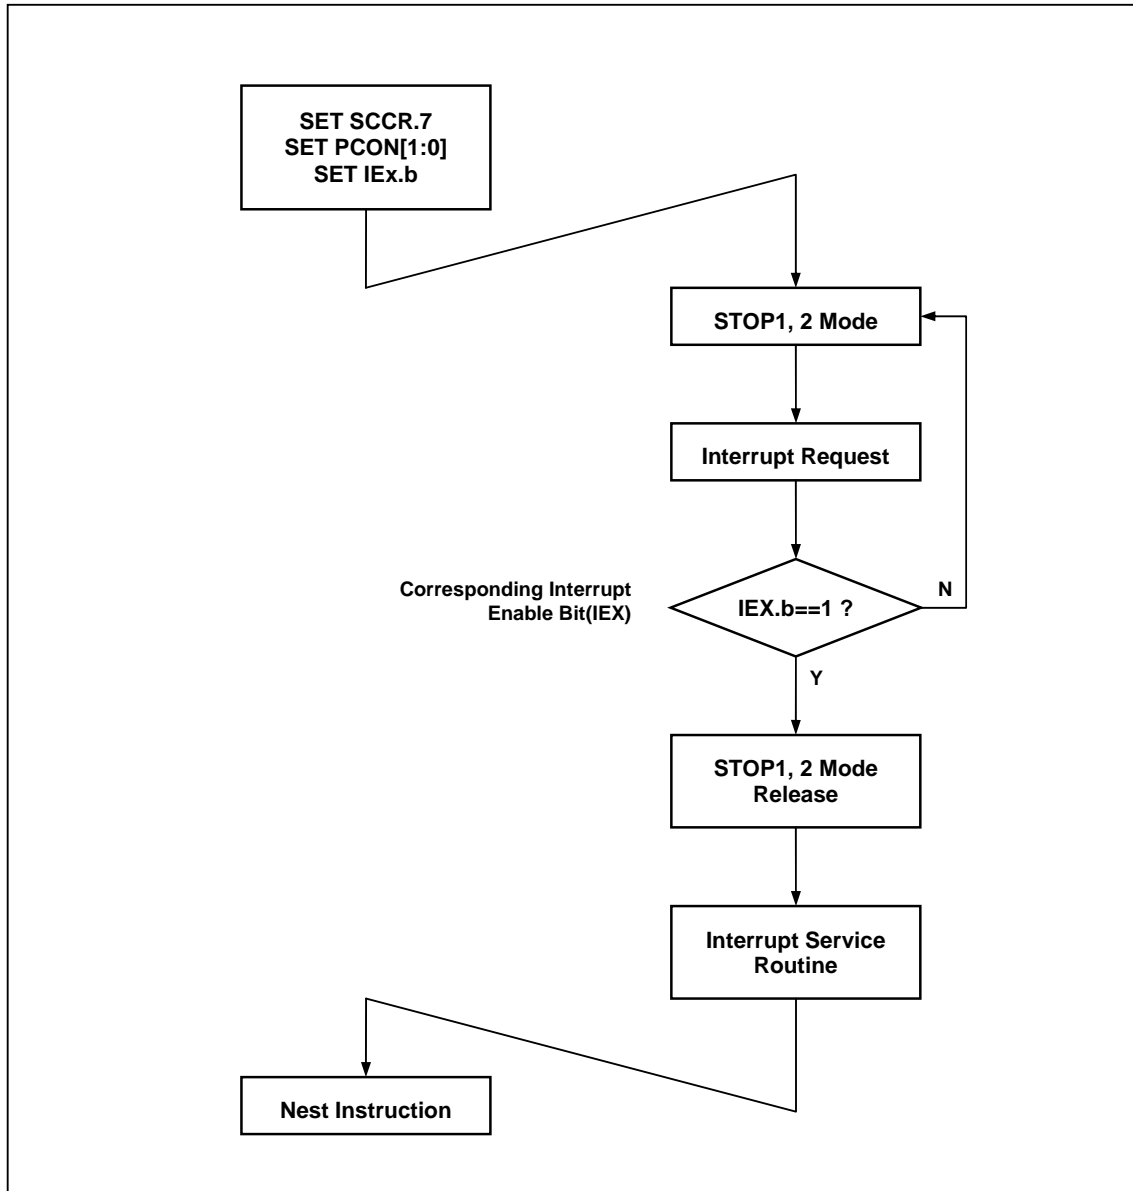 SET SCCR.7
SET PCON[1:0]
SET IEx.b
STOP1, 2 Mode
Interrupt Request
Corresponding Interrupt
Enable Bit(IEX)
IEX.b==1 ?
N
Y
STOP1, 2 Mode
Release
Interrupt Service
Routine
Nest Instruction